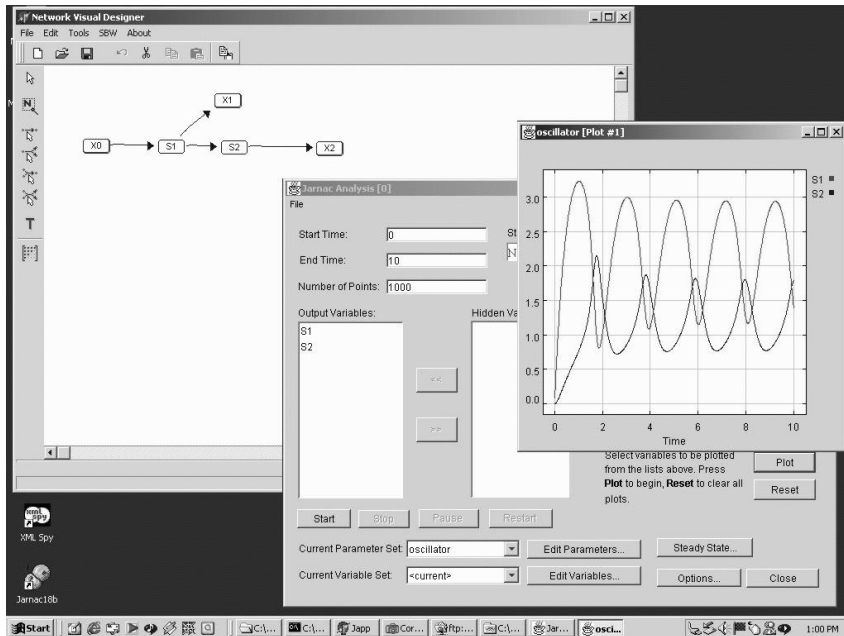 Network Visual Designer
File Edit Tools SBW About
X1
X0
S1
S2
X2
N
T
oscillator [Plot #1]
S1
S2
3.0
2.5
2.0
1.5
1.0
0.5
0.0
0 2 4 6 8 10
Time
Jarnac Analysis [0]
File
Start Time: 0
End Time: 10
Number of Points: 1000
Output Variables:
S1
S2
Hidden
<<
>>
Select variables to be plotted
from the lists above. Press
Plot to begin, Reset to clear all
plots.
Plot
Reset
Start Stop Pause Restart
Current Parameter Set: oscillator
Edit Parameters... Steady State...
Current Variable Set: <current>
Edit Variables... Options... Close
XML Spy
Jarnac18b
Start C:\... C:\... Japp Cor... ftp:... C:\... Jar... osci... 1:00 PM